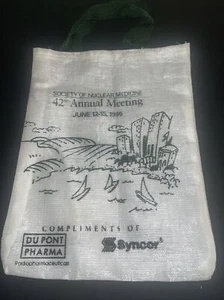 SOCIETY OF NUCLEAR MEDICINE
42nd Annual Meeting
JUNE 12-15, 1995
COMPLIMENTS OF
DU PONT
PHARMA
Radiopharmaceuticals
Syncor